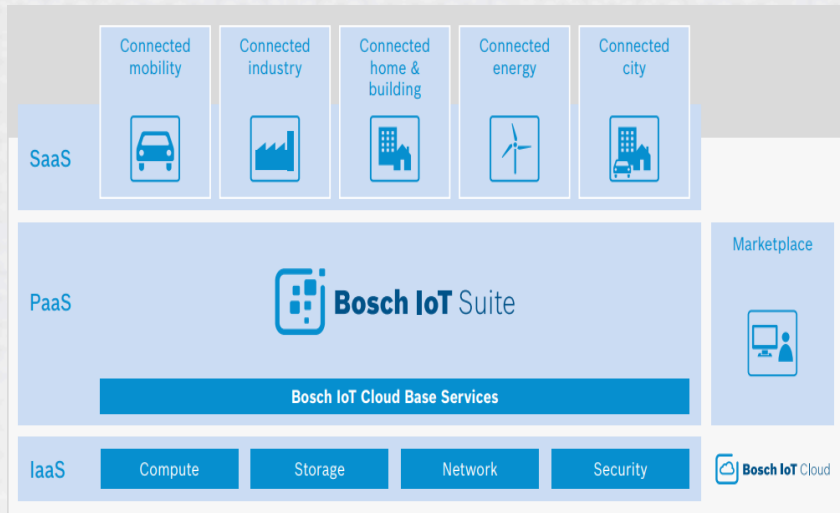 Connected
mobility
Connected
industry
Connected
home &
building
Connected
energy
Connected
city
SaaS
PaaS
Bosch IoT Suite
Bosch IoT Cloud Base Services
Marketplace
IaaS
Compute
Storage
Network
Security
Bosch IoT Cloud